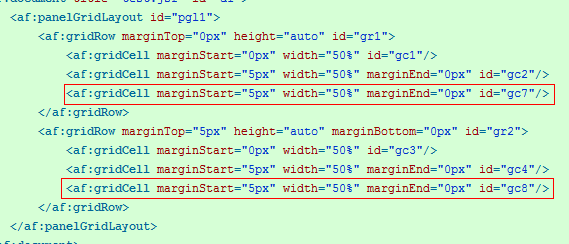 <af:panelGridLayout id="pgl1">
<af:gridRow marginTop="0px" height="auto" id="gr1">
<af:gridCell marginStart="0px" width="50%" id="gc1"/>
<af:gridCell marginStart="5px" width="50%" marginEnd="0px" id="gc2"/>
<af:gridCell marginStart="5px" width="50%" marginEnd="0px" id="gc7"/>
</af:gridRow>
<af:gridRow marginTop="5px" height="auto" marginBottom="0px" id="gr2">
<af:gridCell marginStart="0px" width="50%" id="gc3"/>
<af:gridCell marginStart="5px" width="50%" marginEnd="0px" id="gc4"/>
<af:gridCell marginStart="5px" width="50%" marginEnd="0px" id="gc8"/>
</af:gridRow>
</af:panelGridLayout>